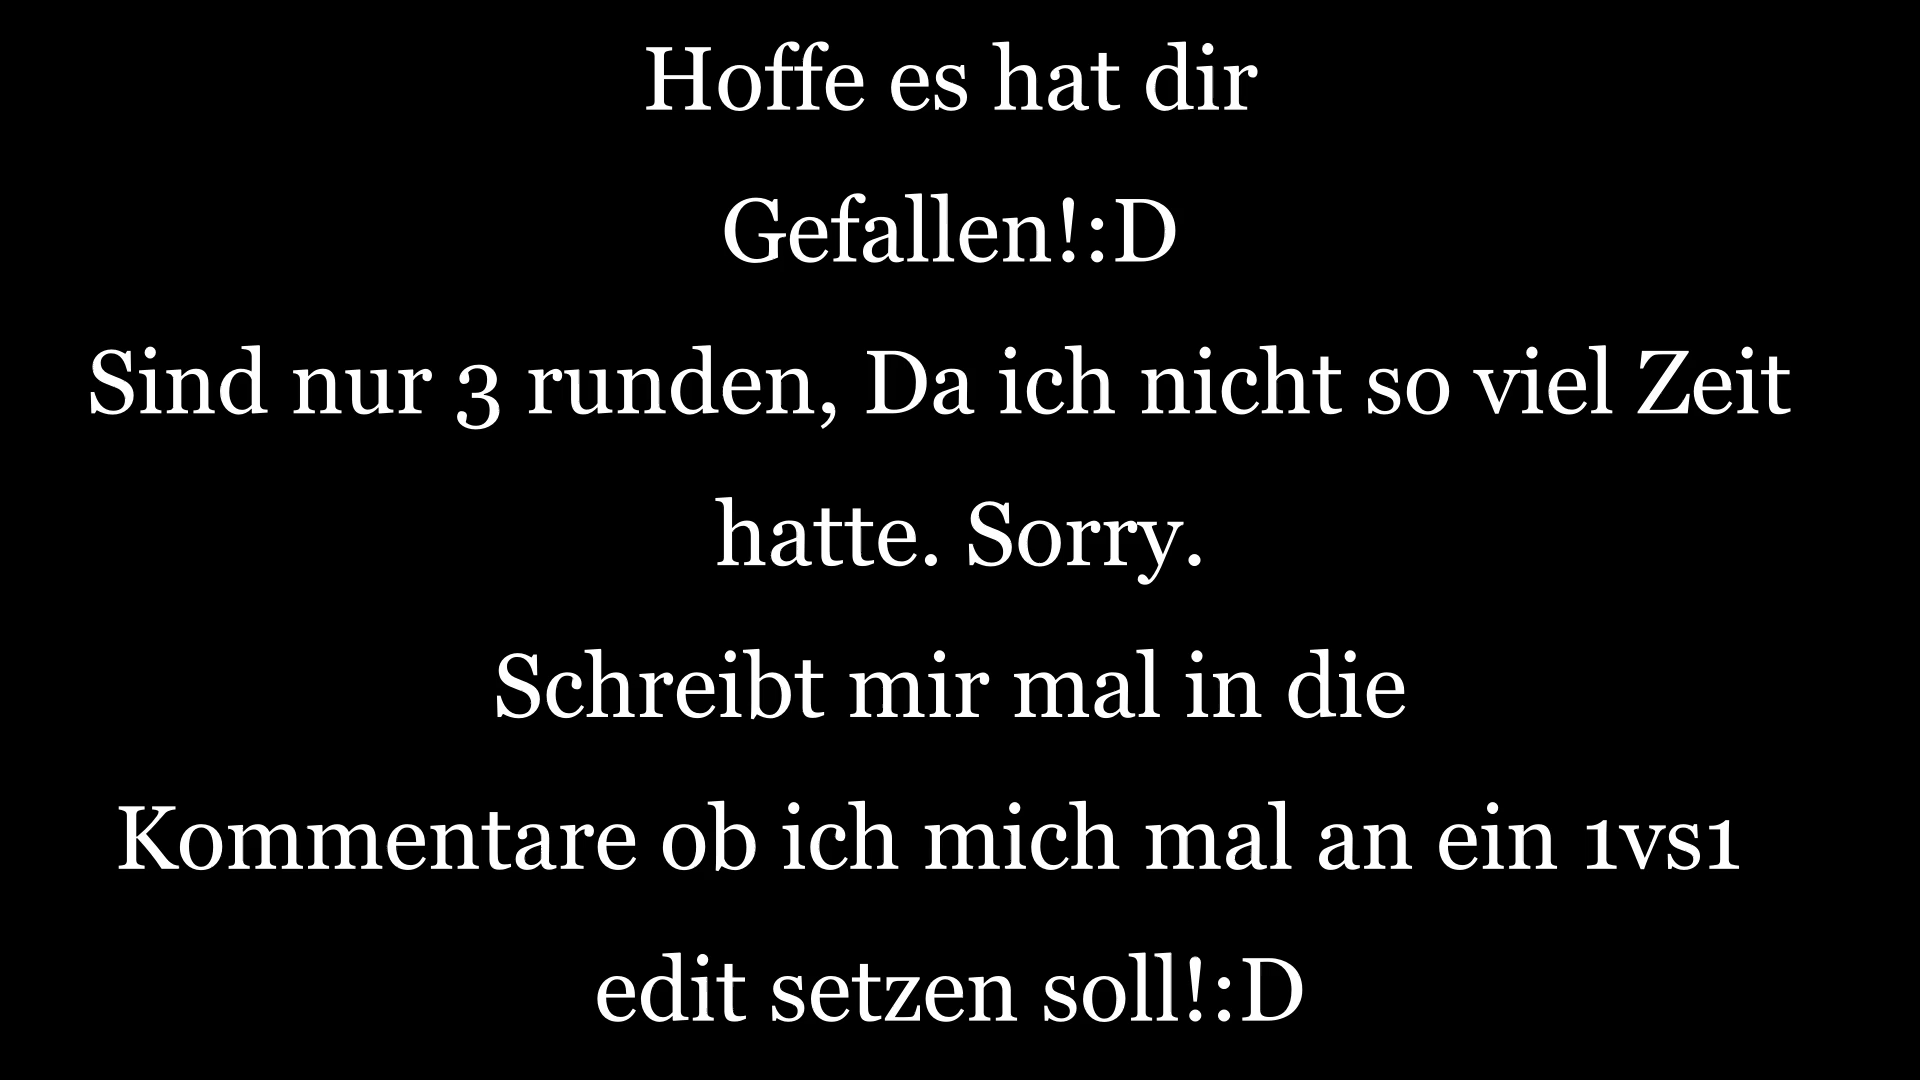 Hoffe es hat dir
Gefallen!:D
Sind nur 3 runden, Da ich nicht so viel Zeit
hatte. Sorry.
Schreibt mir mal in die
Kommentare ob ich mich mal an ein 1vs1
edit setzen soll!:D